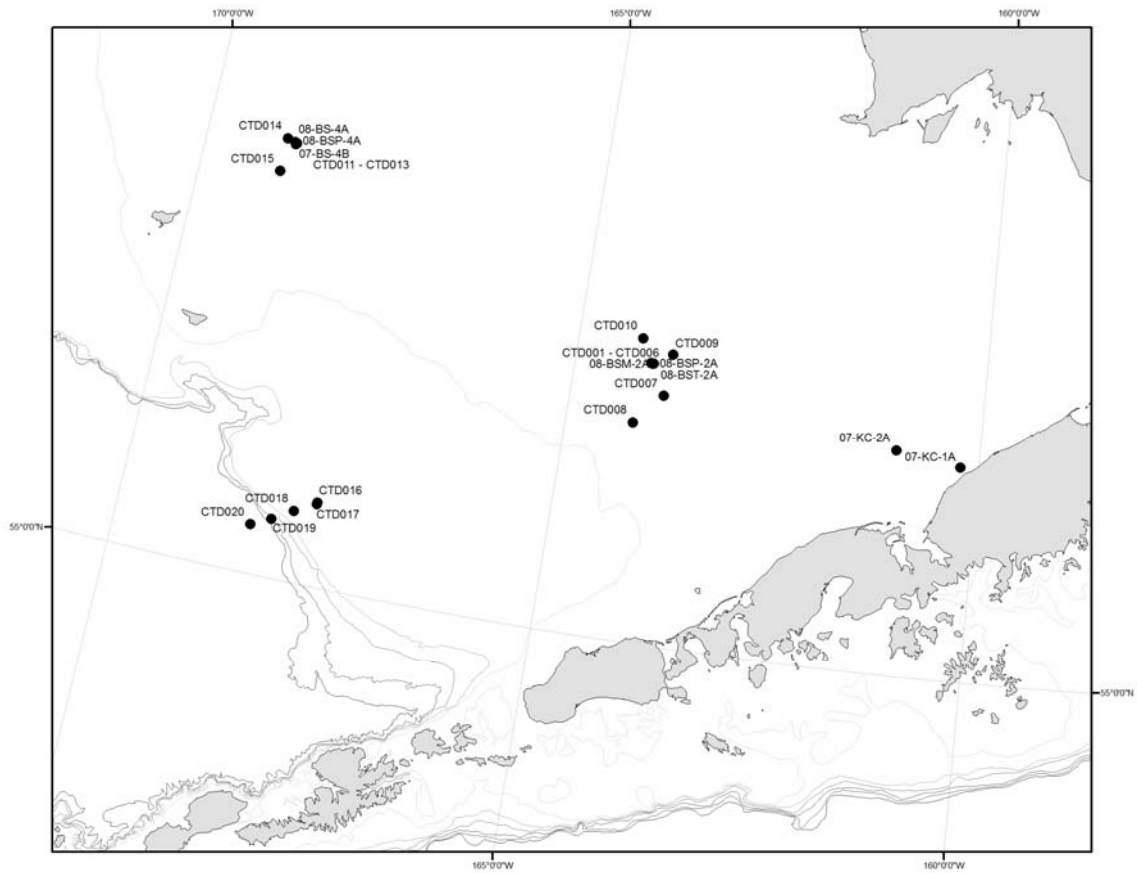 170°0'0"W
165°0'0"W
160°0'0"W
CTD014
08-BS-4A
08-BSP-4A
07-BS-4B
CTD015
CTD011 - CTD013
CTD010
CTD009
CTD001 - CTD006
08-BSM-2A
08-BSP-2A
08-BST-2A
CTD007
CTD008
07-KC-2A
07-KC-1A
CTD016
CTD018
CTD017
CTD020
CTD019
55°0'0"N
55°0'0"N
165°0'0"W
160°0'0"W